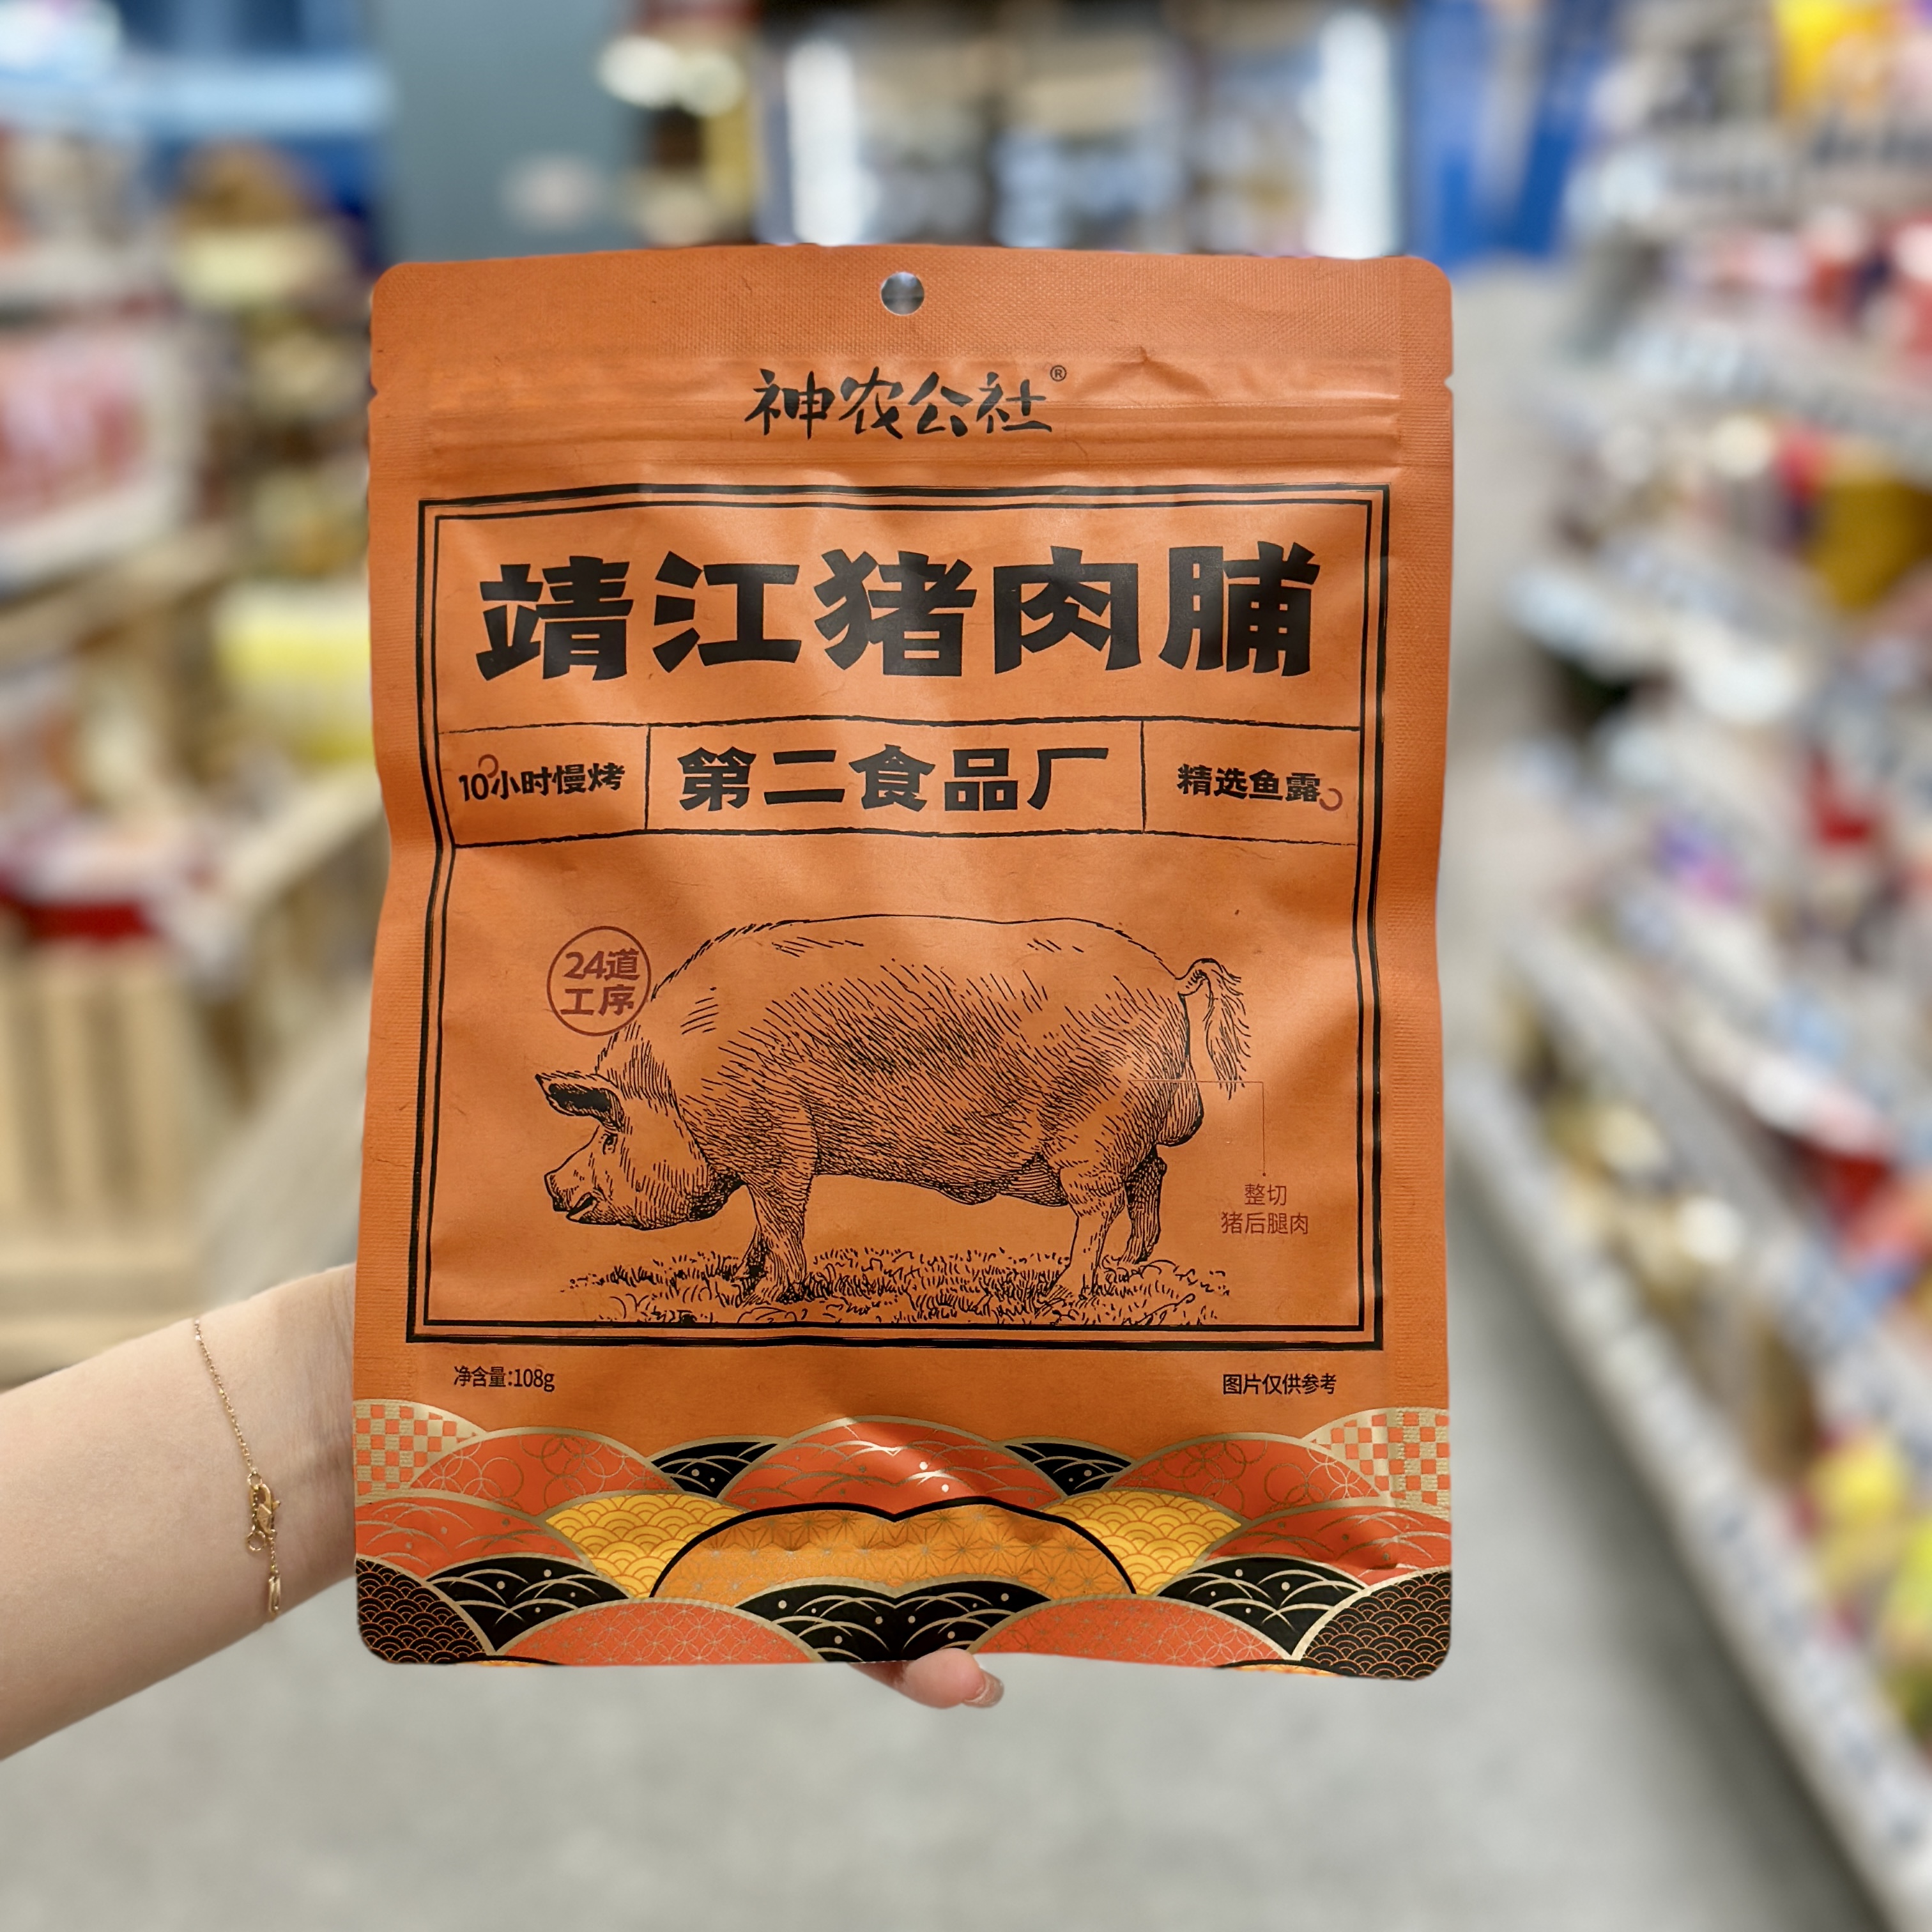 神农公社®
靖江猪肉脯
10小时慢烤
第二食品厂
精选鱼露
24道
工序
整切
猪后腿肉
净含量:108g
图片仅供参考